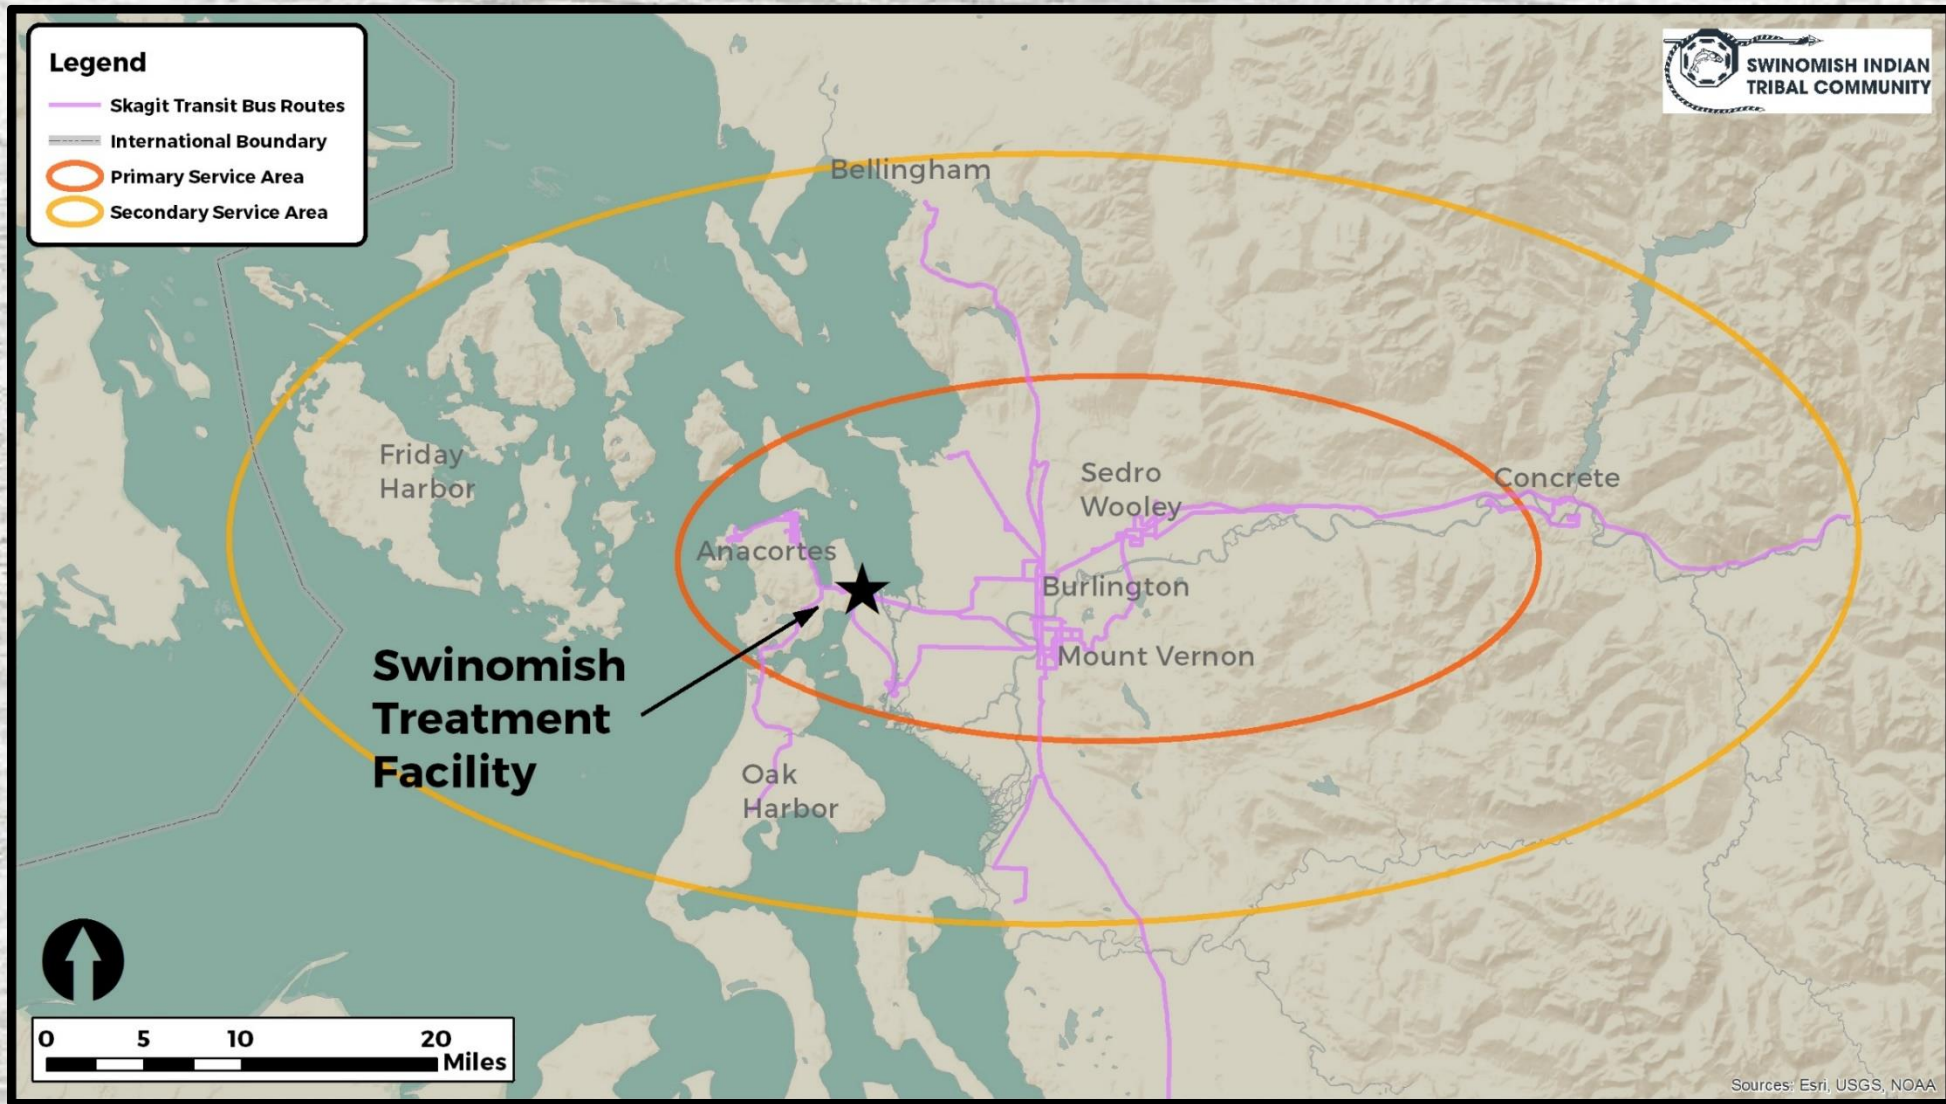 Legend
Skagit Transit Bus Routes
International Boundary
Primary Service Area
Secondary Service Area
SWINOMISH INDIAN
TRIBAL COMMUNITY
Bellingham
Friday
Harbor
Sedro
Wooley
Concrete
Anacortes
Burlington
Mount Vernon
Swinomish
Treatment
Facility
Oak
Harbor
0 5 10 20
Miles
Sources: Esri, USGS, NOAA